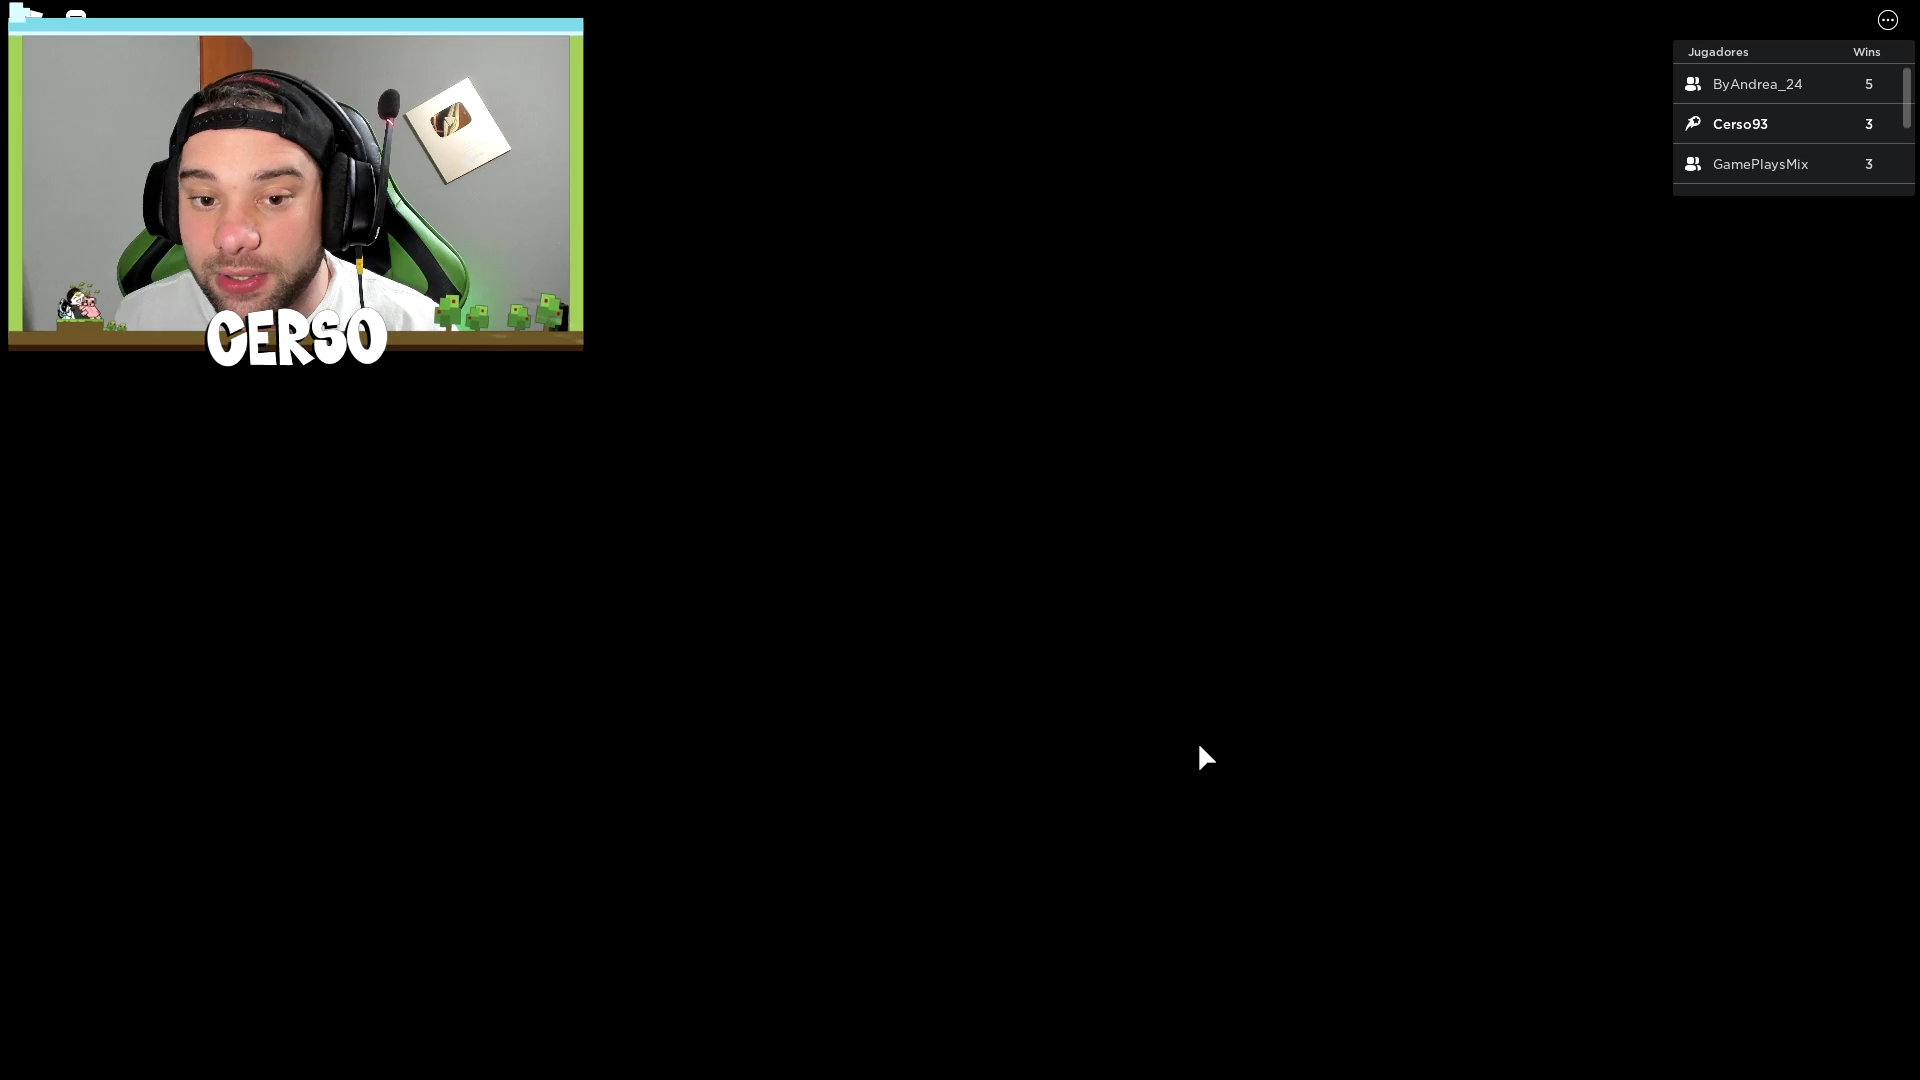 CERSO
Jugadores Wins
ByAndrea_24 5
Cerso93 3
GamePlaysMix 3